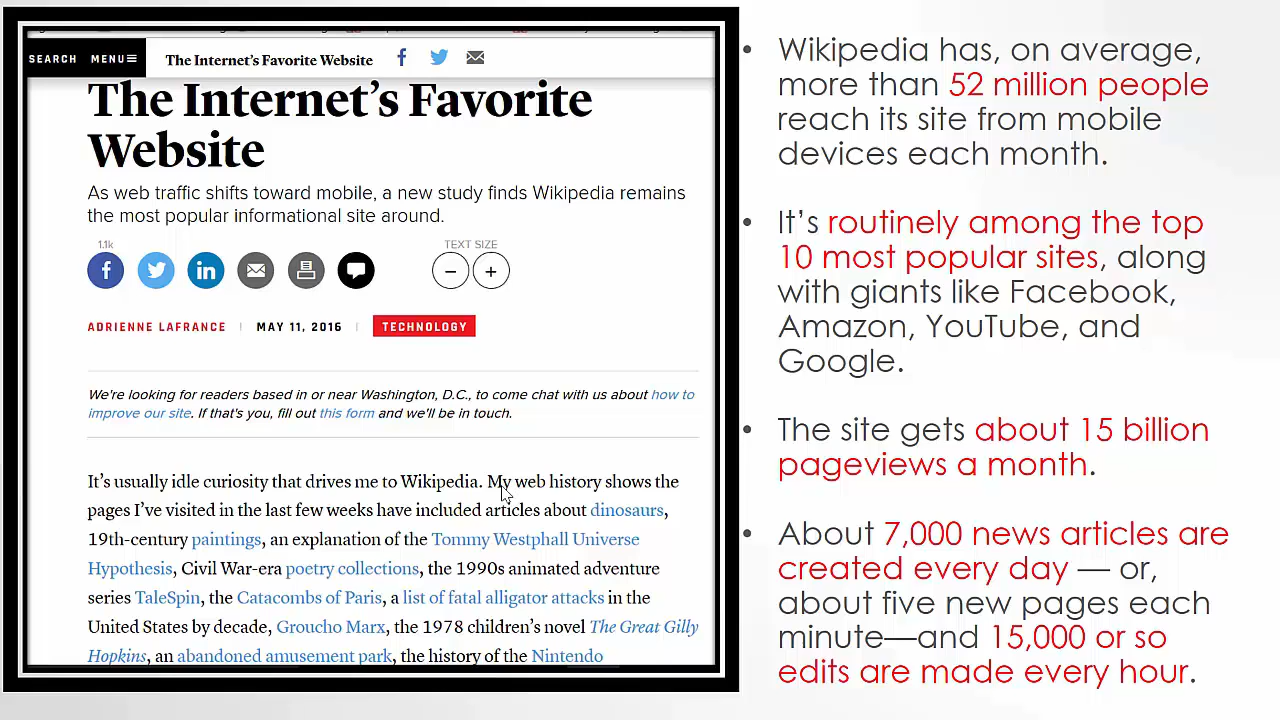 SEARCH MENU The Internet's Favorite Website
The Internet's Favorite
Website
As web traffic shifts toward mobile, a new study finds Wikipedia remains
the most popular informational site around.
1.1k
TEXT SIZE
ADRIENNE LAFRANCE | MAY 11, 2016 | TECHNOLOGY
We're looking for readers based in or near Washington, D.C., to come chat with us about how to
improve our site. If that's you, fill out this form and we'll be in touch.
It's usually idle curiosity that drives me to Wikipedia. My web history shows the
pages I've visited in the last few weeks have included articles about dinosaurs,
19th-century paintings, an explanation of the Tommy Westphall Universe
Hypothesis, Civil War-era poetry collections, the 1990s animated adventure
series TaleSpin, the Catacombs of Paris, a list of fatal alligator attacks in the
United States by decade, Groucho Marx, the 1978 children's novel The Great Gilly
Hopkins, an abandoned amusement park, the history of the Nintendo
• Wikipedia has, on average,
more than 52 million people
reach its site from mobile
devices each month.
• It's routinely among the top
10 most popular sites, along
with giants like Facebook,
Amazon, YouTube, and
Google.
• The site gets about 15 billion
pageviews a month.
• About 7,000 news articles are
created every day — or,
about five new pages each
minute—and 15,000 or so
edits are made every hour.